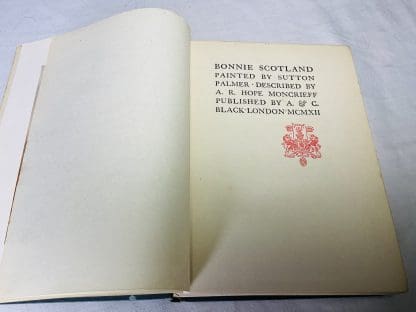 BONNIE SCOTLAND
PAINTED BY SUTTON
PALMER · DESCRIBED BY
A. R. HOPE MONCRIEFF
PUBLISHED BY A. & C.
BLACK · LONDON · MCMXII